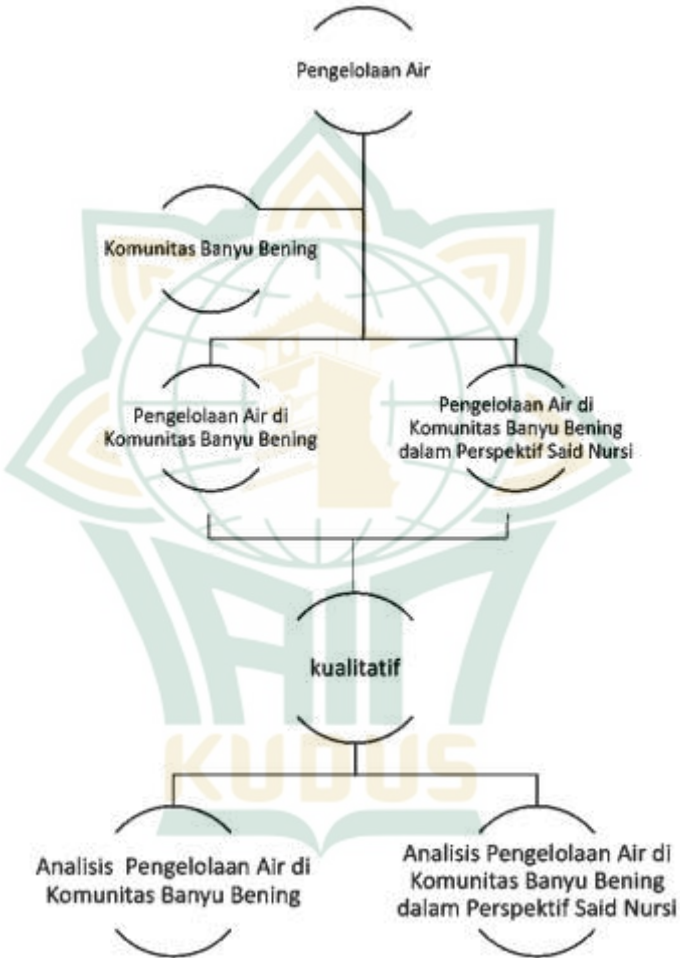 Pengelolaan Air
Komunitas Banyu Bening
Pengelolaan Air di
Komunitas Banyu Bening
Pengelolaan Air di
Komunitas Banyu Bening
dalam Perspektif Said Nursi
kualitatif
IAIN
KUDUS
Analisis Pengelolaan Air di
Komunitas Banyu Bening
Analisis Pengelolaan Air di
Komunitas Banyu Bening
dalam Perspektif Said Nursi